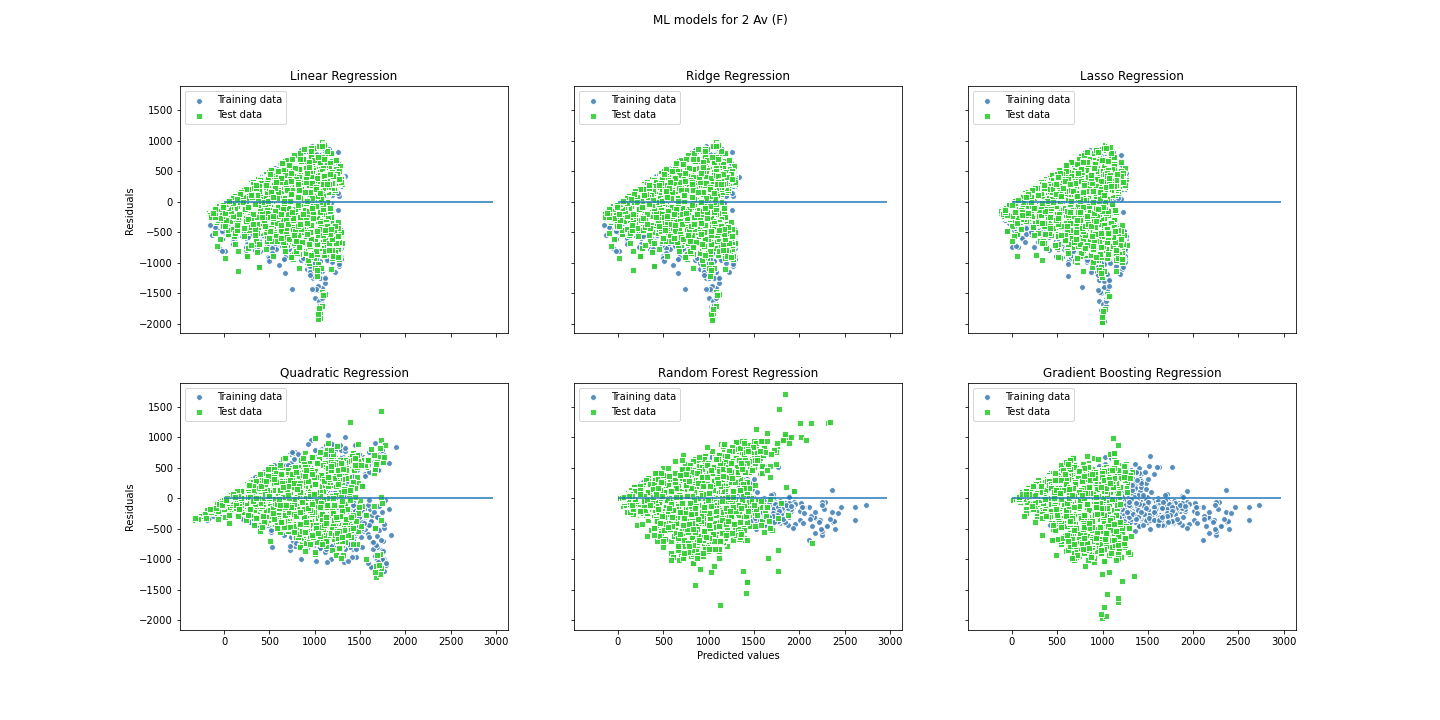 ML models for 2 Av (F)
Linear Regression
Training data
Test data
1500
1000
500
0
−500
−1000
−1500
−2000
Residuals
Ridge Regression
Training data
Test data
Lasso Regression
Training data
Test data
Quadratic Regression
Training data
Test data
1500
1000
500
0
−500
−1000
−1500
−2000
Residuals
0 500 1000 1500 2000 2500 3000
Random Forest Regression
Training data
Test data
0 500 1000 1500 2000 2500 3000
Predicted values
Gradient Boosting Regression
Training data
Test data
0 500 1000 1500 2000 2500 3000